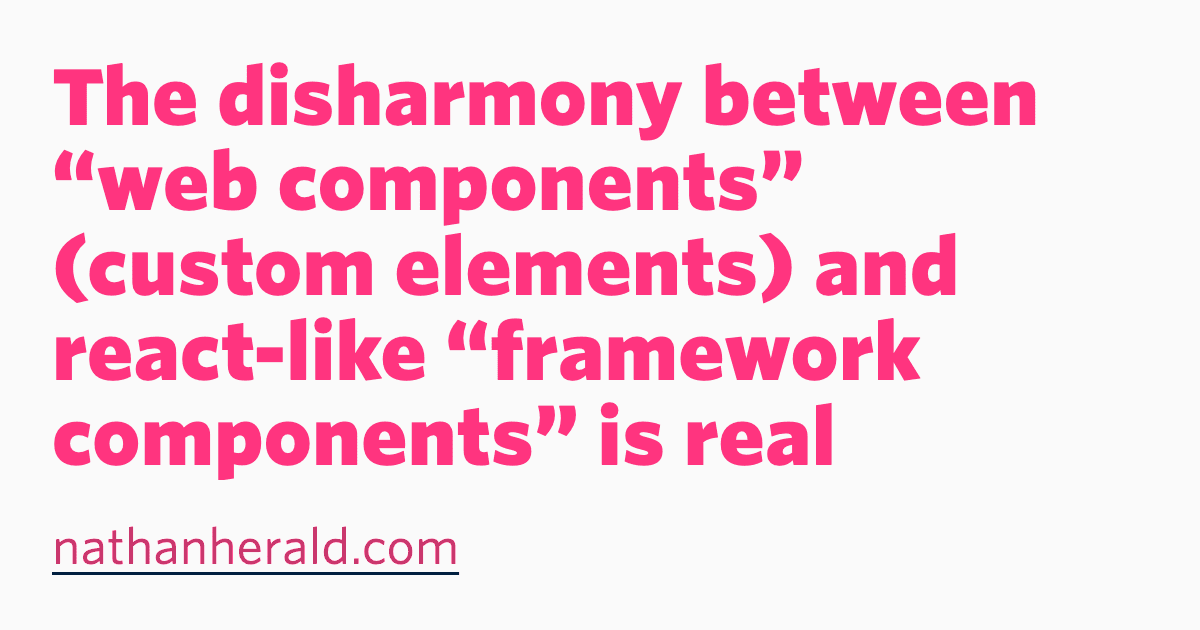 The disharmony between
“web components”
(custom elements) and
react-like “framework
components” is real
nathanherald.com